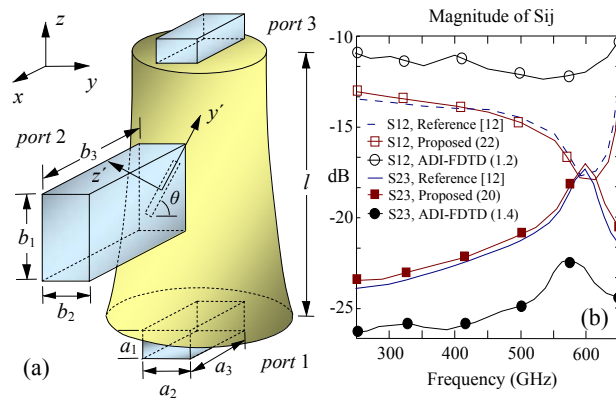 (a)
z
y
x
port 3
port 2
y´
z´
θ
b3
b1
b2
l
a1
a2
a3
port 1
Magnitude of Sij
-10
-15
dB
-20
-25
S12, Reference [12]
S12, Proposed (22)
S12, ADI-FDTD (1.2)
S23, Reference [12]
S23, Proposed (20)
S23, ADI-FDTD (1.4)
(b)
300 400 500 600
Frequency (GHz)